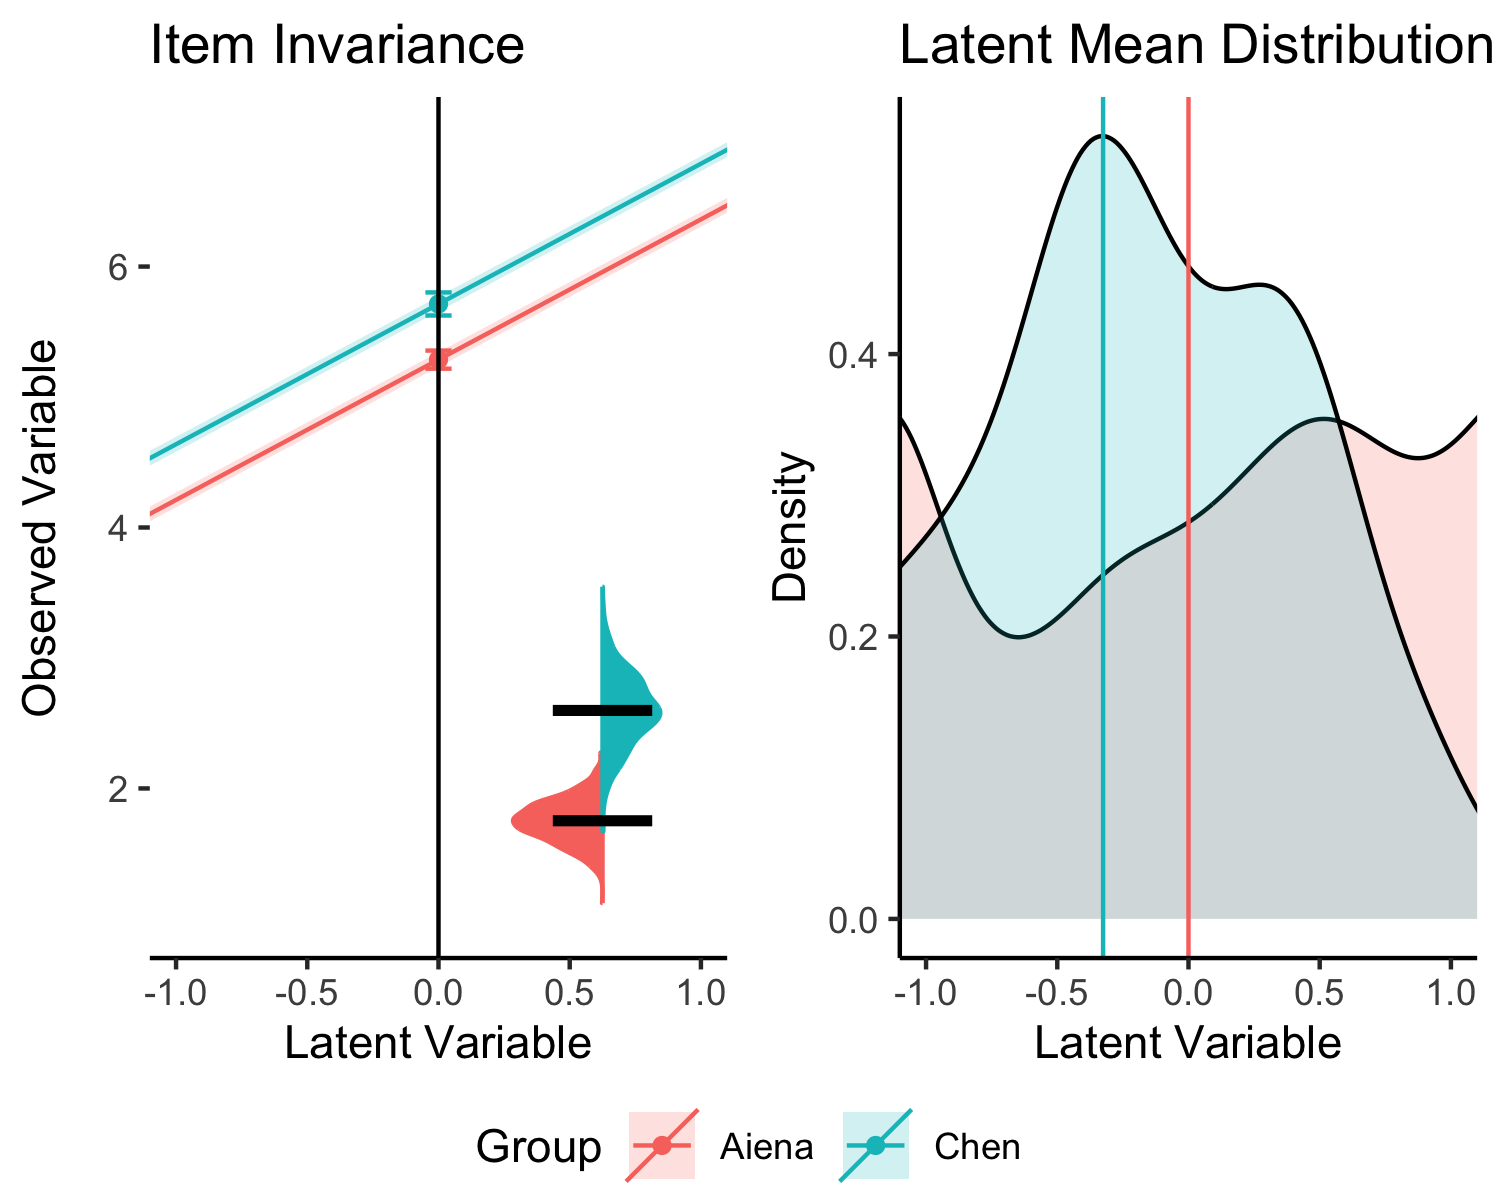 Item Invariance
Latent Mean Distribution
Observed Variable
6
4
2
-1.0 -0.5 0.0 0.5 1.0
Latent Variable
Density
0.4
0.2
0.0
-1.0 -0.5 0.0 0.5 1.0
Latent Variable
Group Aiena Chen